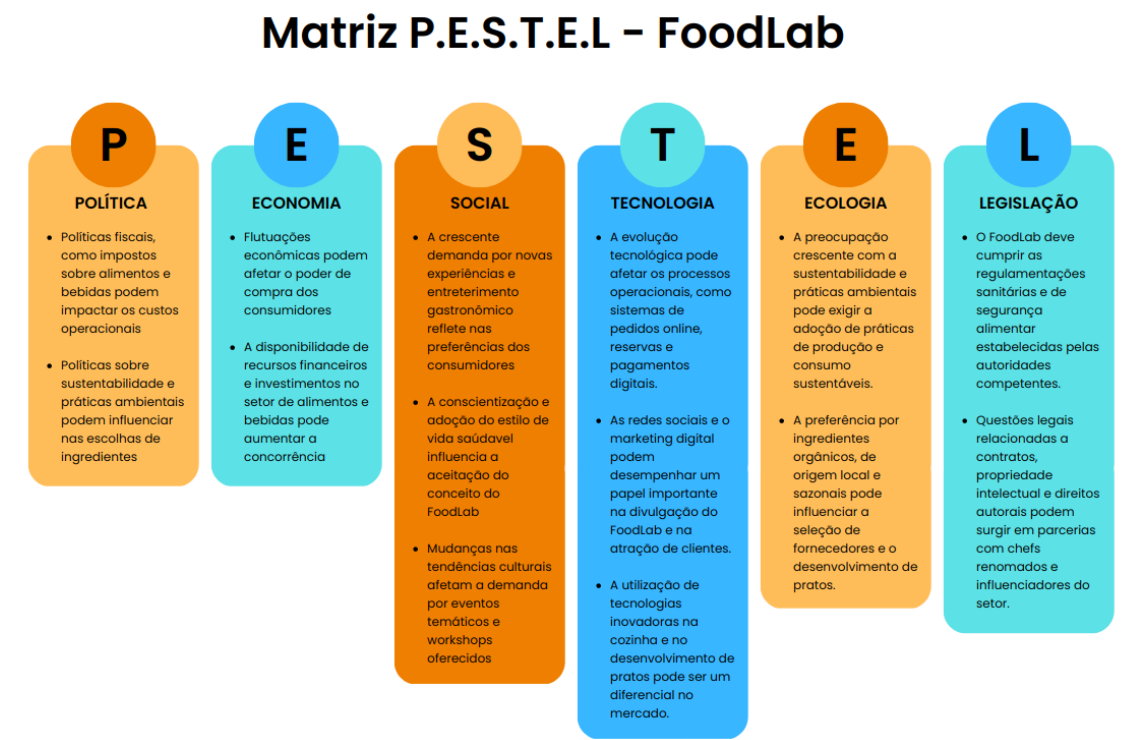 Matriz P.E.S.T.E.L - FoodLab
P
POLÍTICA
• Políticas fiscais,
como impostos
sobre alimentos e
bebidas podem
impactar os custos
operacionais
• Políticas sobre
sustentabilidade e
práticas ambientais
podem influenciar
nas escolhas de
ingredientes
E
ECONOMIA
• Flutuações
econômicas podem
afetar o poder de
compra dos
consumidores
• A disponibilidade de
recursos financeiros
e investimentos no
setor de alimentos e
bebidas pode
aumentar a
concorrência
S
SOCIAL
• A crescente
demanda por novas
experiências e
entreterimento
gastronômico
reflete nas
preferências dos
consumidores
• A conscientização e
adoção do estilo de
vida saúdavel
influencia a
aceitação do
conceito do
FoodLab
• Mudanças nas
tendências culturais
afetam a demanda
por eventos
temáticos e
workshops
oferecidos
T
TECNOLOGIA
• A evolução
tecnológica pode
afetar os processos
operacionais, como
sistemas de
pedidos online,
reservas e
pagamentos
digitais.
• As redes sociais e o
marketing digital
podem
desempenhar um
papel importante
na divulgação do
FoodLab e na
atração de clientes.
• A utilização de
tecnologias
inovadoras na
cozinha e no
desenvolvimento de
pratos pode ser um
diferencial no
mercado.
E
ECOLOGIA
• A preocupação
crescente com a
sustentabilidade e
práticas ambientais
pode exigir a
adoção de práticas
de produção e
consumo
sustentáveis.
• A preferência por
ingredientes
orgânicos, de
origem local e
sazonais pode
influenciar a
seleção de
fornecedores e o
desenvolvimento de
pratos.
L
LEGISLAÇÃO
• O FoodLab deve
cumprir as
regulamentações
sanitárias e de
segurança
alimentar
estabelecidas pelas
autoridades
competentes.
• Questões legais
relacionadas a
contratos,
propriedade
intelectual e direitos
autorais podem
surgir em parcerias
com chefs
renomados e
influenciadores do
setor.